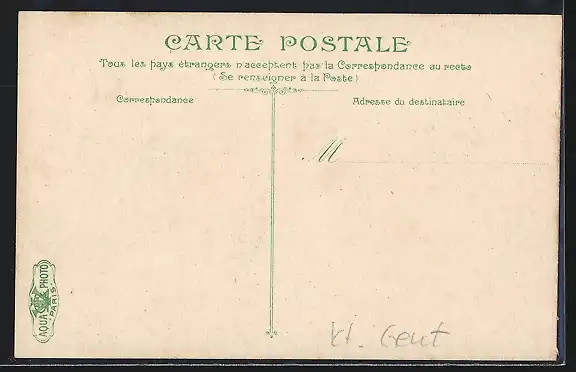 CARTE POSTALE
Tous les pays étrangers n'acceptent pas la Correspondance au recto
(Se renseigner à la Poste)
Correspondance
Adresse du destinataire
M
AQUA PHOTO
PARIS
Kt. Gent